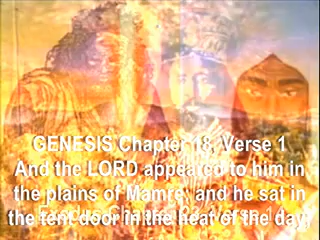 GENESIS Chapter 18, Verse 1
And the LORD appeared to him in
the plains of Mamre, and he sat in
the tent door in the heat of the day.